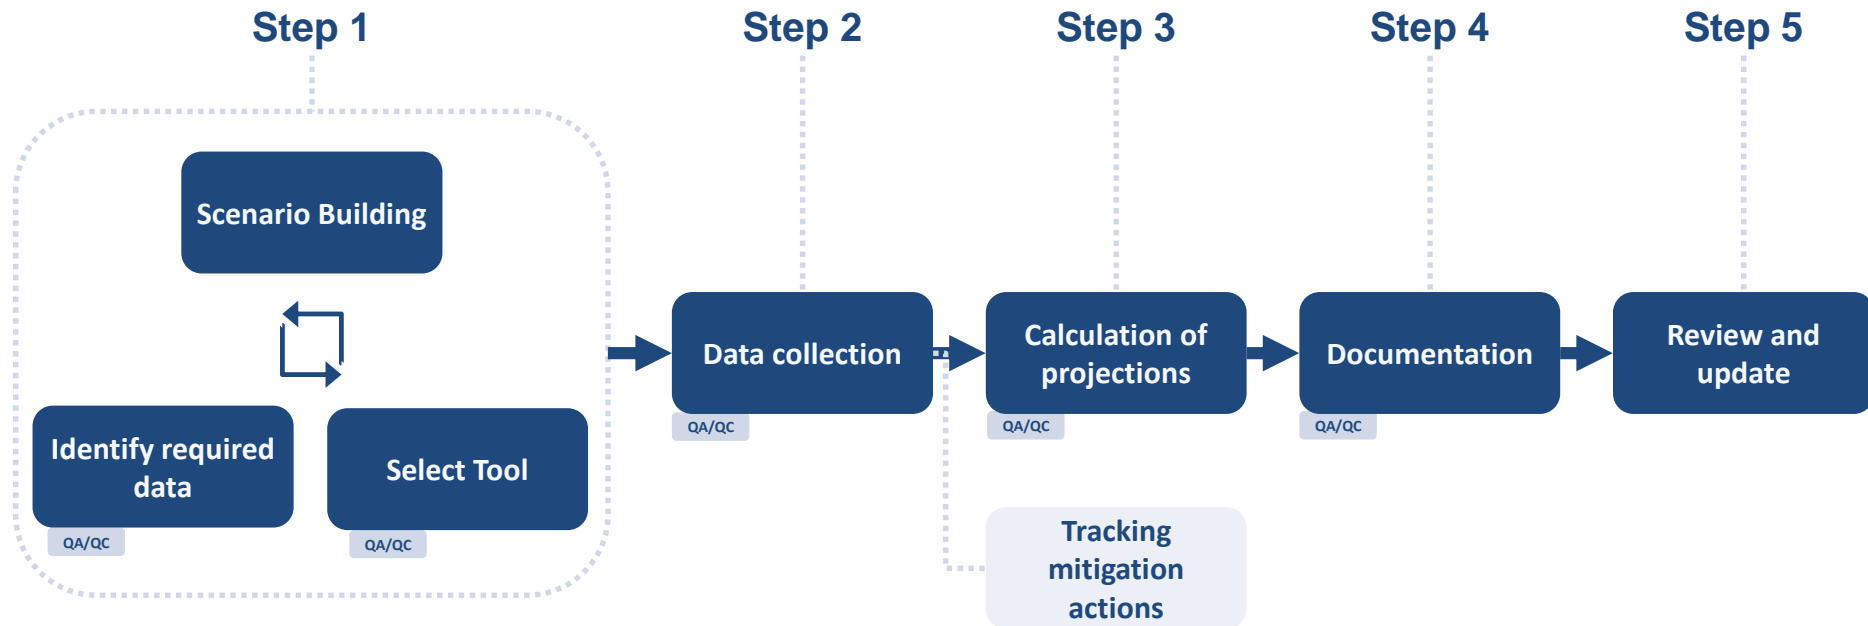 Step 1
Step 2
Step 3
Step 4
Step 5
Scenario Building
Identify required
data
QA/QC
Select Tool
QA/QC
Data collection
QA/QC
Calculation of
projections
QA/QC
Documentation
QA/QC
Review and
update
Tracking
mitigation
actions